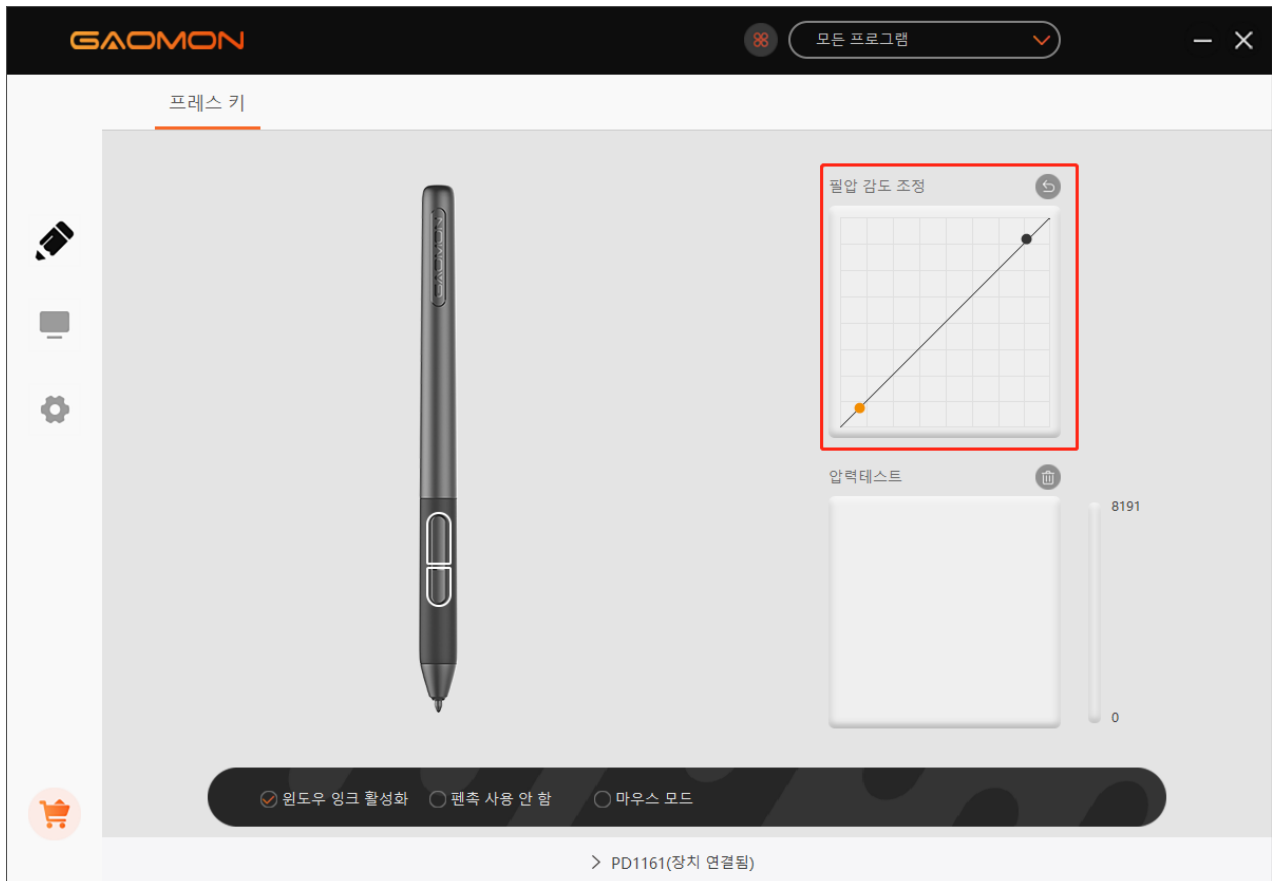 GAOMON
모든 프로그램
프레스 키
필압 감도 조정
GAOMON
압력테스트
8191
0
윈도우 잉크 활성화
펜촉 사용 안 함
마우스 모드
PD1161(장치 연결됨)